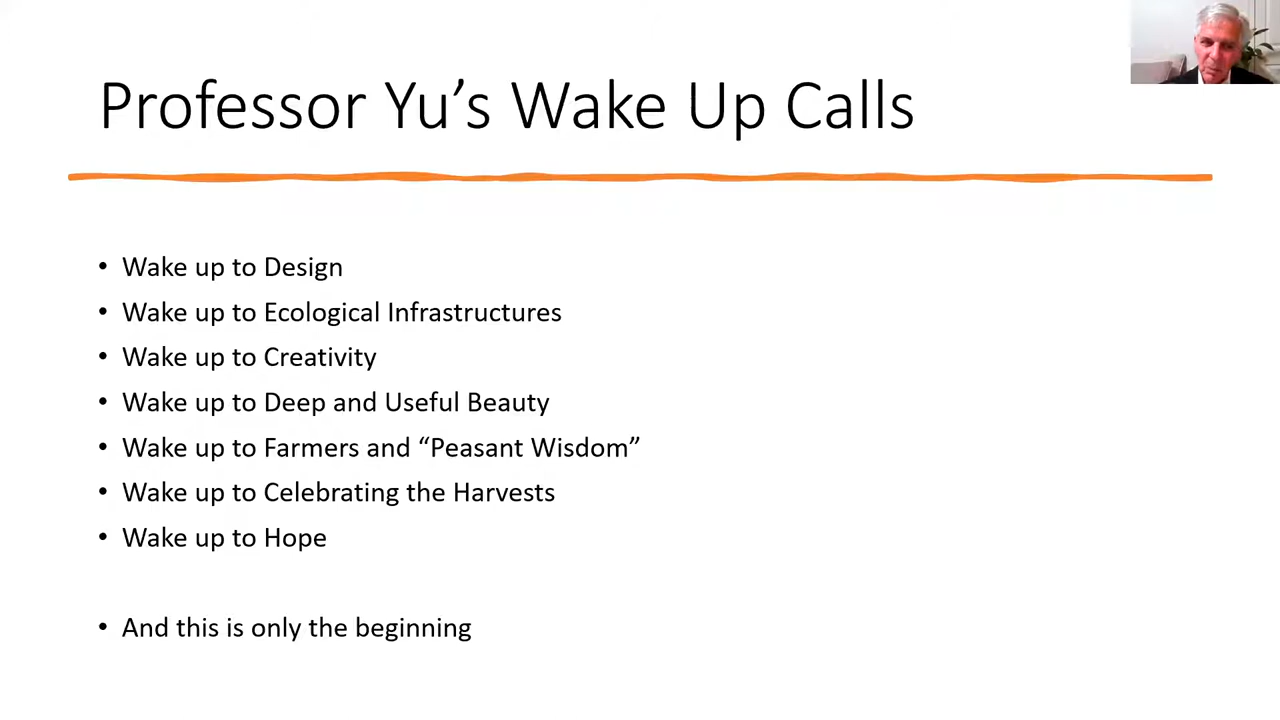 Professor Yu’s Wake Up Calls
• Wake up to Design
• Wake up to Ecological Infrastructures
• Wake up to Creativity
• Wake up to Deep and Useful Beauty
• Wake up to Farmers and “Peasant Wisdom”
• Wake up to Celebrating the Harvests
• Wake up to Hope
• And this is only the beginning